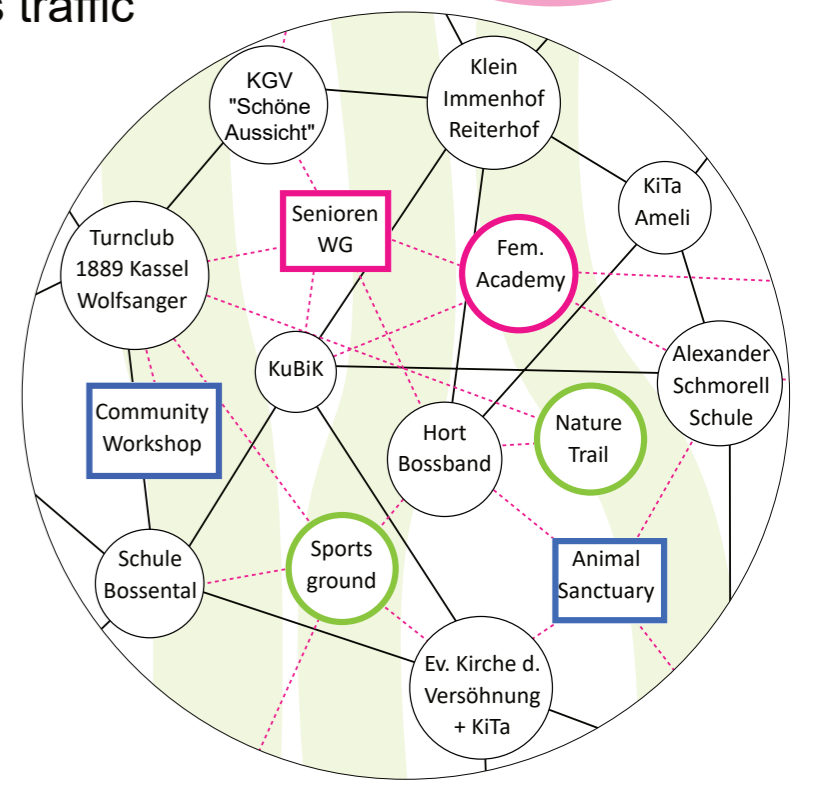 s traffic
KGV
"Schöne
Aussicht"
Klein
Immenhof
Reiterhof
KiTa
Ameli
Senioren
WG
Fem.
Academy
Turnclub
1889 Kassel
Wolfsanger
KuBiK
Alexander
Schmorell
Schule
Community
Workshop
Hort
Bossband
Nature
Trail
Schule
Bossental
Sports
ground
Animal
Sanctuary
Ev. Kirche d.
Versöhnung
+ KiTa